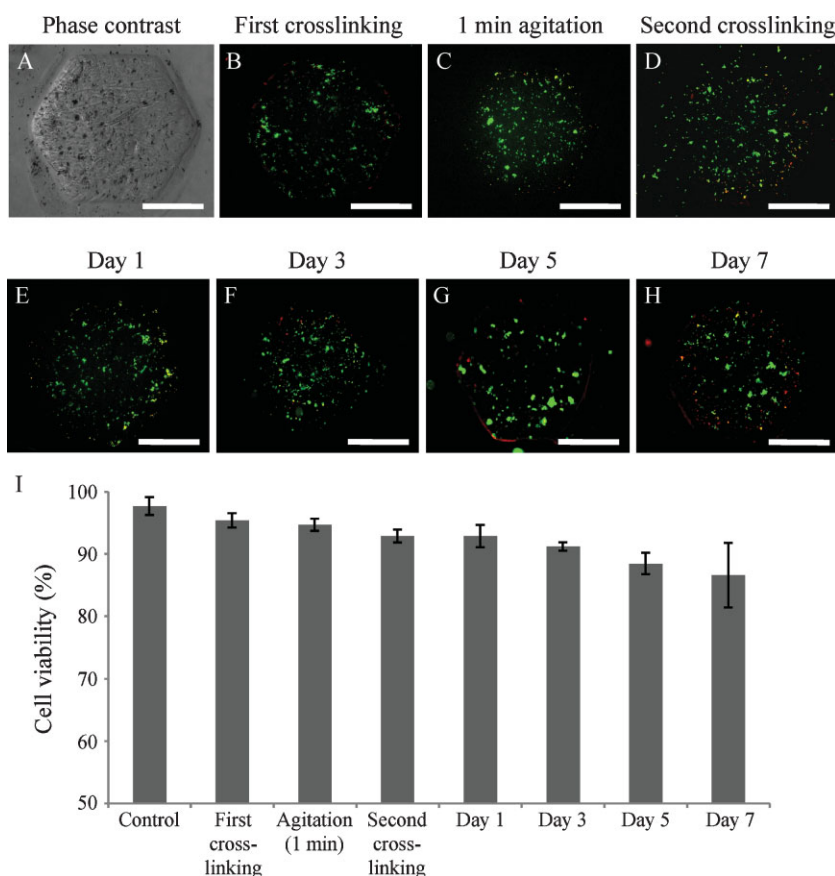 Phase contrast
First crosslinking
1 min agitation
Second crosslinking
A
B
C
D
Day 1
Day 3
Day 5
Day 7
E
F
G
H
I
100
90
80
70
60
50
Cell viability (%)
Control
First
cross-
linking
Agitation
(1 min)
Second
cross-
linking
Day 1
Day 3
Day 5
Day 7